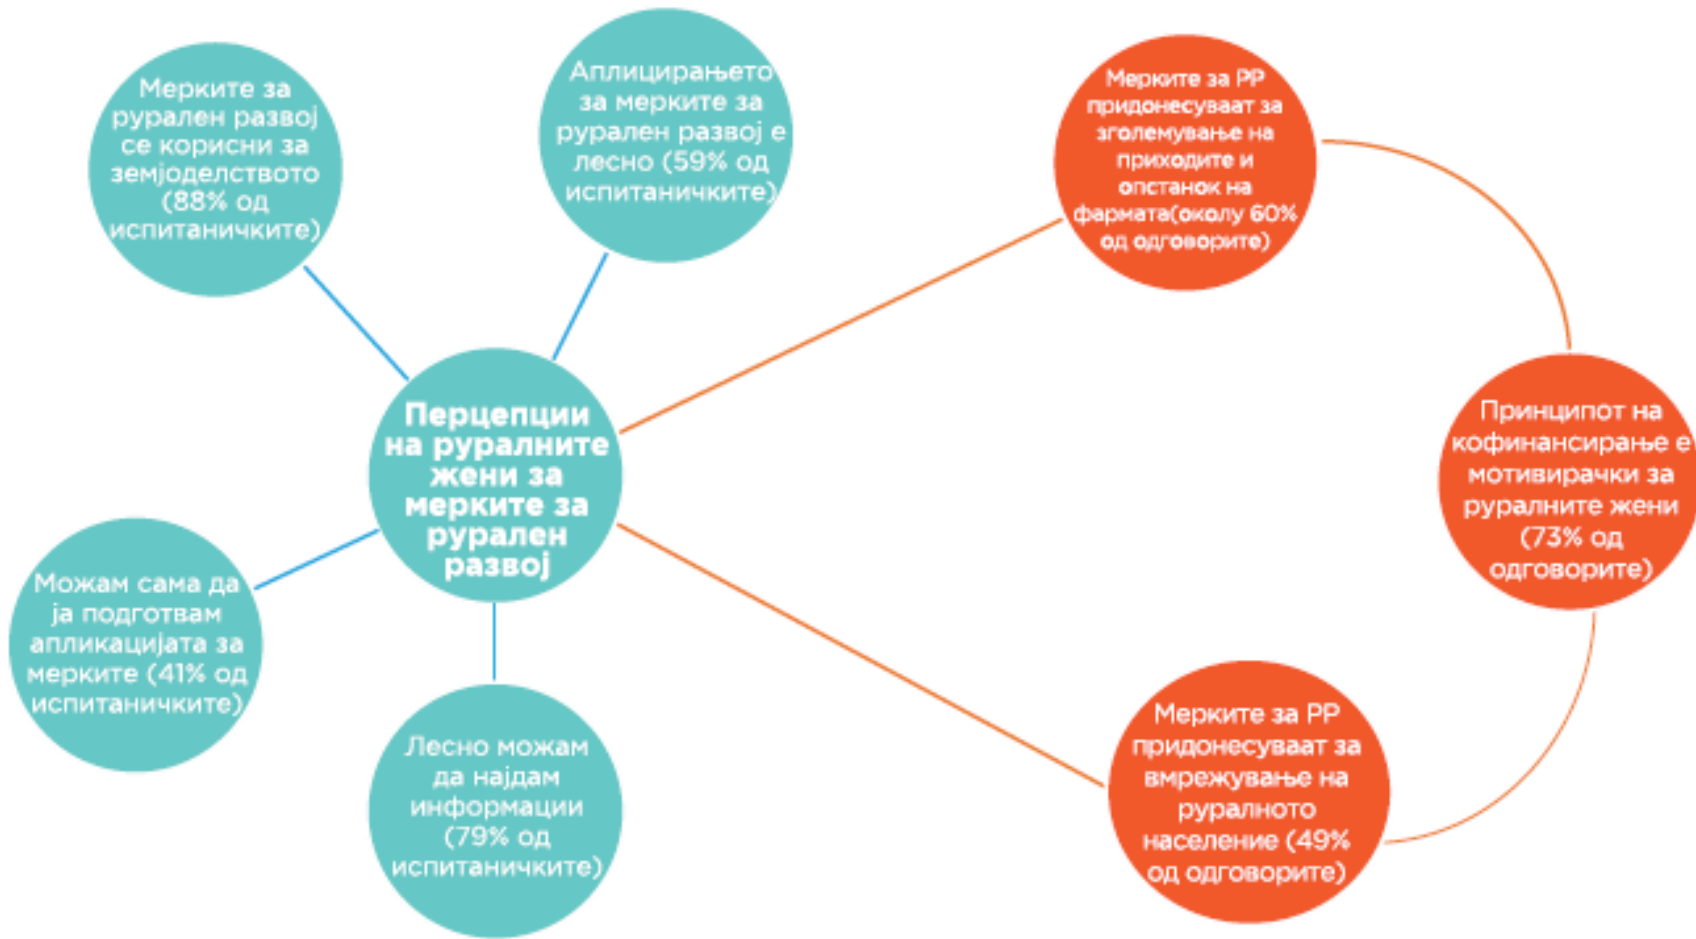 Мерките за
рурален развој
се корисни за
земјоделството
(88% од
испитаничките)
Аплицирањето
за мерките за
рурален развој е
лесно (59% од
испитаничките)
Мерките за РР
придонесуваат за
зголемување на
приходите и
опстанок на
фармата(околу 60%
од одговорите)
Перцепции
на руралните
жени за
мерките за
рурален
развој
Принципот на
кофинансирање е
мотивирачки за
руралните жени
(73% од
одговорите)
Можам сама да
ја подготвам
апликацијата за
мерките (41% од
испитаничките)
Лесно можам
да најдам
информации
(79% од
испитаничките)
Мерките за РР
придонесуваат за
вмрежување на
руралното
население (49%
од одговорите)